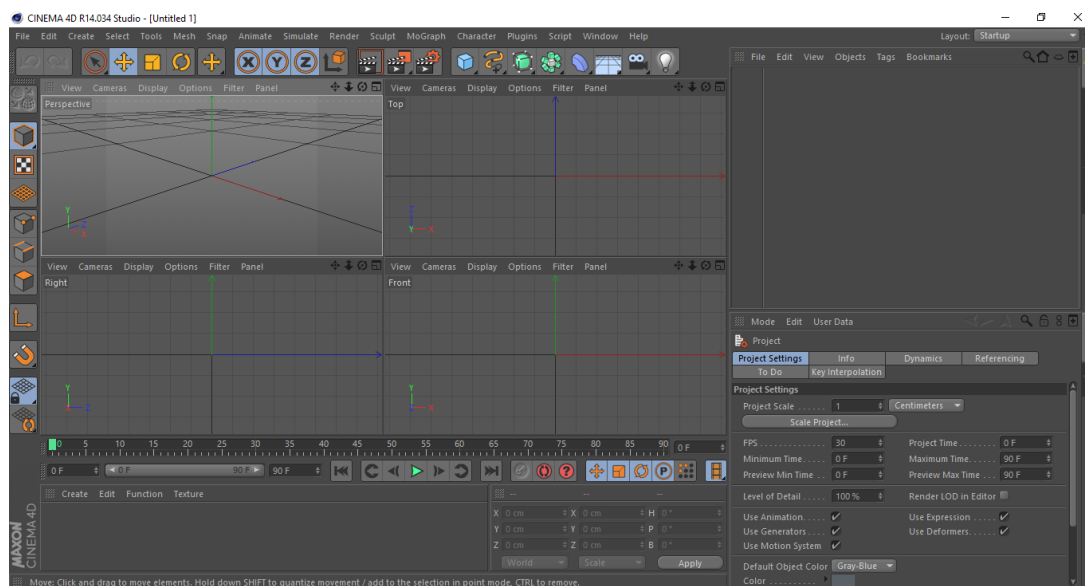 CINEMA 4D R14.034 Studio - [Untitled 1]
File Edit Create Select Tools Mesh Snap Animate Simulate Render Sculpt MoGraph Character Plugins Script Window Help Layout: Startup
X Y Z
File Edit View Objects Tags Bookmarks
View Cameras Display Options Filter Panel
Perspective
Y Z X
View Cameras Display Options Filter Panel
Top
Z
Y X
View Cameras Display Options Filter Panel
Right
Y
X Z
View Cameras Display Options Filter Panel
Front
Y
Z X
Mode Edit User Data
Project
Project Settings Info Dynamics Referencing
To Do Key Interpolation
Project Settings
Project Scale ...... 1 Centimeters
Scale Project...
FPS ............... 30 Project Time ........ 0 F
Minimum Time ..... 0 F Maximum Time ..... 90 F
Preview Min Time .. 0 F Preview Max Time ... 90 F
Level of Detail ..... 100 % Render LOD in Editor
Use Animation ..... Use Expression .....
Use Generators .... Use Deformers .....
Use Motion System
Default Object Color Gray-Blue
Color ..........
0 5 10 15 20 25 30 35 40 45 50 55 60 65 70 75 80 85 90 0 F
0 F 0 F 90 F 90 F
? P
Create Edit Function Texture
-- -- --
X 0 cm X 0 cm H 0 °
Y 0 cm Y 0 cm P 0 °
Z 0 cm Z 0 cm B 0 °
World Scale Apply
MAXON
CINEMA 4D
Move: Click and drag to move elements. Hold down SHIFT to quantize movement / add to the selection in point mode, CTRL to remove.